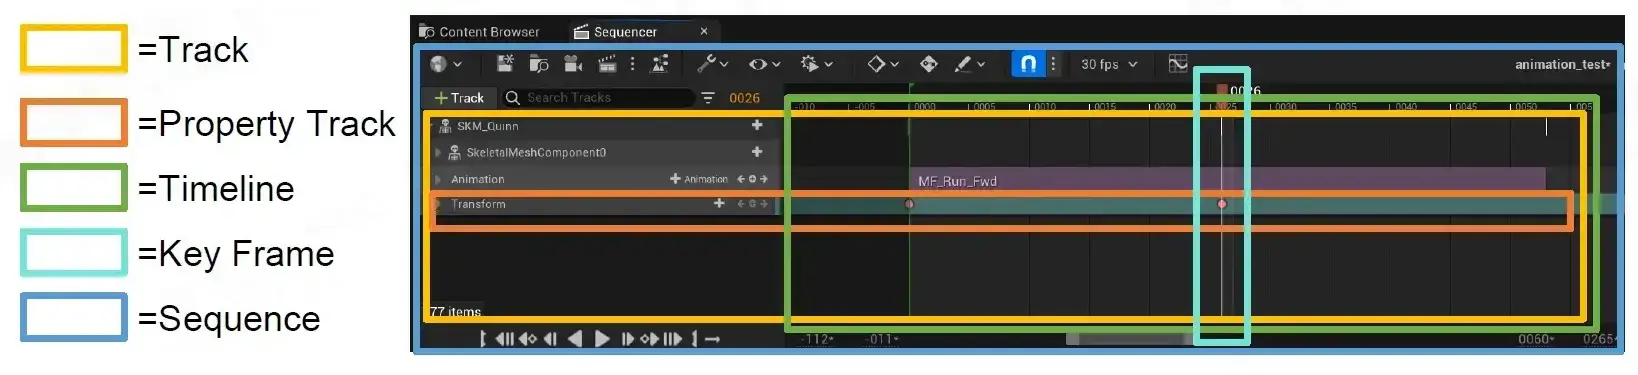 =Track
=Property Track
=Timeline
=Key Frame
=Sequence
Content Browser Sequencer ×
30 fps animation_test*
+ Track Search Tracks 0026
0026
-010 -005 0000 0005 0010 0015 0020 0025 0030 0035 0040 0045 0050 005
SKM_Quinn
SkeletalMeshComponent0
Animation + Animation MF_Run_Fwd
Transform
77 items
-112* -011* 0060* 0265*